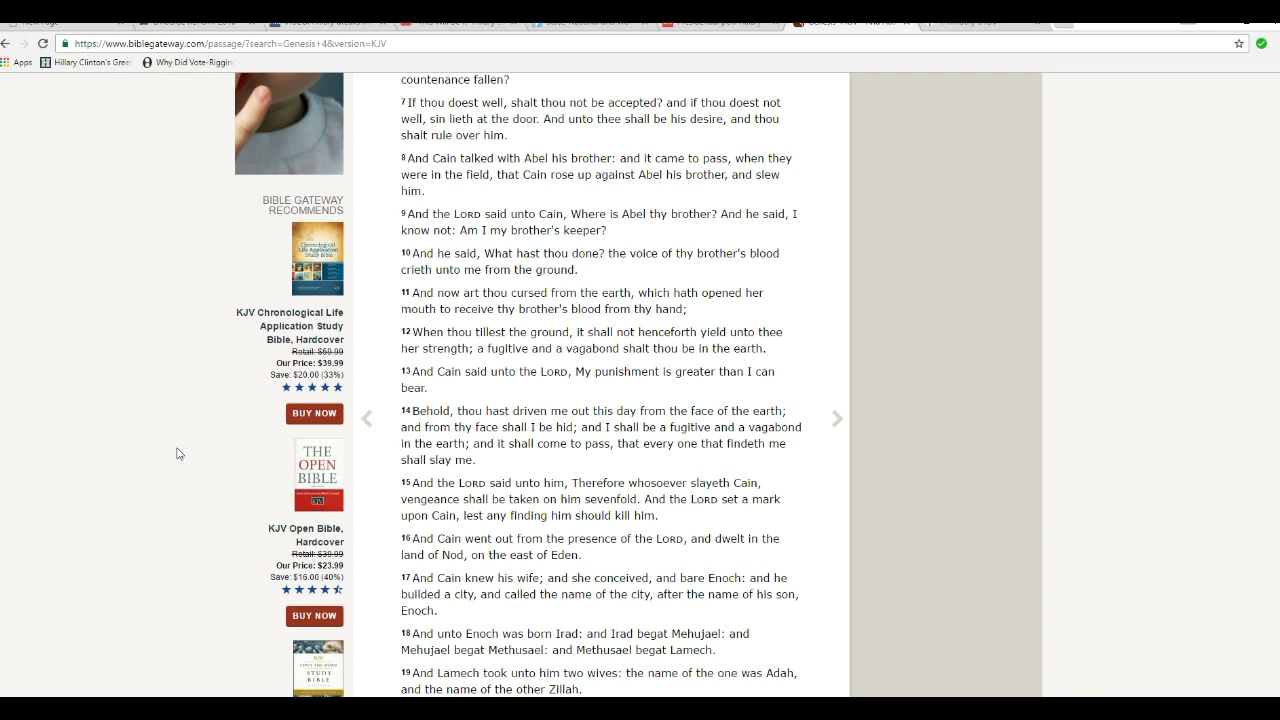 https://www.biblegateway.com/passage/?search=Genesis+4&version=KJV
Apps
Hillary Clinton's Gree
Why Did Vote-Riggin
BIBLE GATEWAY
RECOMMENDS
Chronological
Life Application
Study Bible
KJV Chronological Life
Application Study
Bible, Hardcover
Retail: $59.99
Our Price: $39.99
Save: $20.00 (33%)
BUY NOW
THE
OPEN
BIBLE
KJV Open Bible,
Hardcover
Retail: $39.99
Our Price: $23.99
Save: $16.00 (40%)
BUY NOW
KJV
APPLY THE WORD
STUDY
BIBLE
countenance fallen?
7 If thou doest well, shalt thou not be accepted? and if thou doest not
well, sin lieth at the door. And unto thee shall be his desire, and thou
shalt rule over him.
8 And Cain talked with Abel his brother: and it came to pass, when they
were in the field, that Cain rose up against Abel his brother, and slew
him.
9 And the LORD said unto Cain, Where is Abel thy brother? And he said, I
know not: Am I my brother's keeper?
10 And he said, What hast thou done? the voice of thy brother's blood
crieth unto me from the ground.
11 And now art thou cursed from the earth, which hath opened her
mouth to receive thy brother's blood from thy hand;
12 When thou tillest the ground, it shall not henceforth yield unto thee
her strength; a fugitive and a vagabond shalt thou be in the earth.
13 And Cain said unto the LORD, My punishment is greater than I can
bear.
14 Behold, thou hast driven me out this day from the face of the earth;
and from thy face shall I be hid; and I shall be a fugitive and a vagabond
in the earth; and it shall come to pass, that every one that findeth me
shall slay me.
15 And the LORD said unto him, Therefore whosoever slayeth Cain,
vengeance shall be taken on him sevenfold. And the LORD set a mark
upon Cain, lest any finding him should kill him.
16 And Cain went out from the presence of the LORD, and dwelt in the
land of Nod, on the east of Eden.
17 And Cain knew his wife; and she conceived, and bare Enoch: and he
builded a city, and called the name of the city, after the name of his son,
Enoch.
18 And unto Enoch was born Irad: and Irad begat Mehujael: and
Mehujael begat Methusael: and Methusael begat Lamech.
19 And Lamech took unto him two wives: the name of the one was Adah,
and the name of the other Zillah.